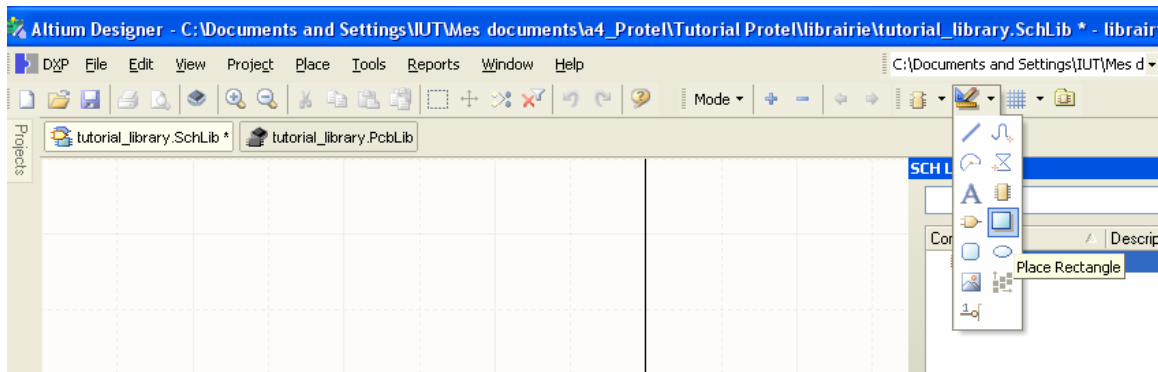 Altium Designer - C:\Documents and Settings\IUT\Mes documents\a4_Protel\Tutorial Protel\librairie\tutorial_library.SchLib * - librair
DXP File Edit View Project Place Tools Reports Window Help C:\Documents and Settings\IUT\Mes d
Mode
Projects
tutorial_library.SchLib * tutorial_library.PcbLib
SCH L
A
Co Descrip
Place Rectangle